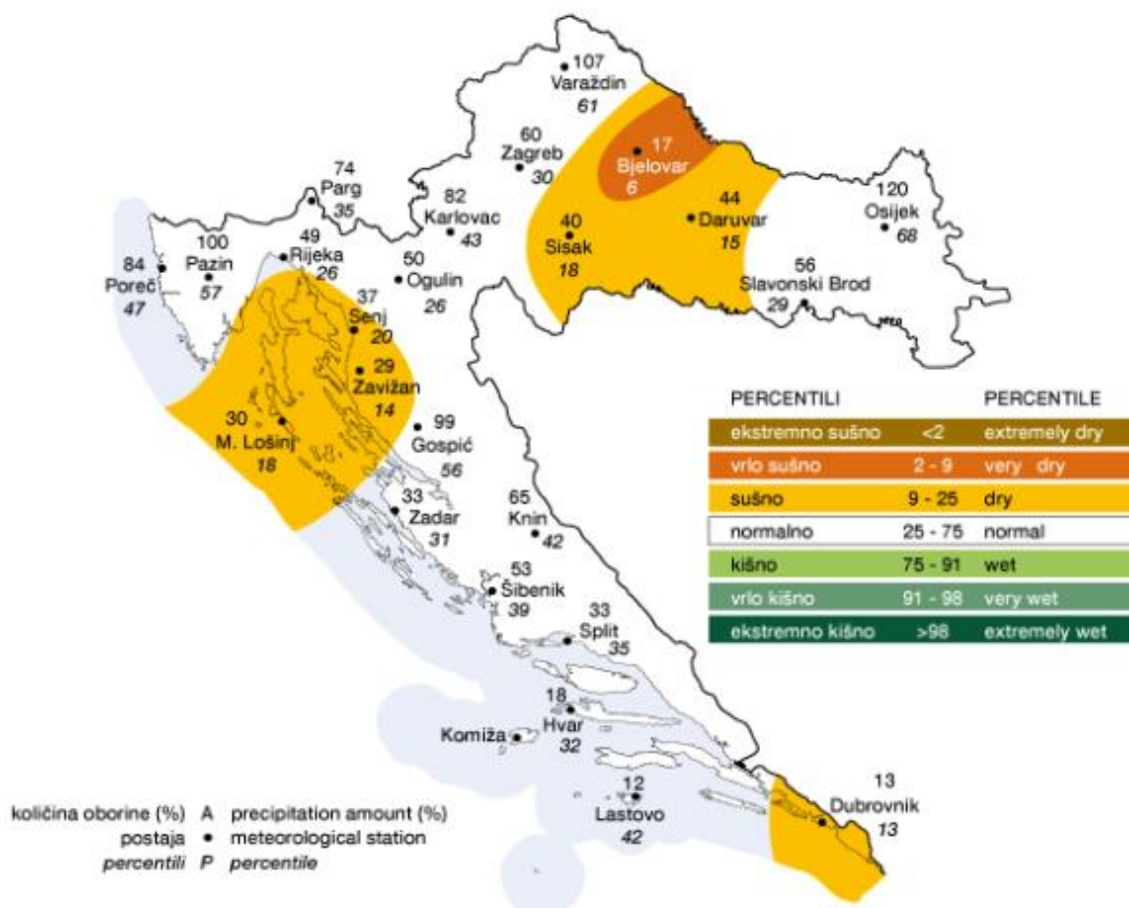 107
Varaždin
61
60
Zagreb
30
17
Bjelovar
6
74
Parg
35
82
Karlovac
43
44
Daruvar
15
120
Osijek
68
40
Sisak
18
100
Pazin
57
49
Rijeka
26
84
Poreč
47
50
Ogulin
26
56
Slavonski Brod
29
37
Senj
20
29
Zavižan
14
30
M. Lošinj
18
99
Gospić
56
33
Zadar
31
65
Knin
42
53
Šibenik
39
33
Split
35
18
Hvar
32
Komiža
12
Lastovo
42
13
Dubrovnik
13
PERCENTILI PERCENTILE
ekstremno sušno <2 extremely dry
vrlo sušno 2 - 9 very dry
sušno 9 - 25 dry
normalno 25 - 75 normal
kišno 75 - 91 wet
vrlo kišno 91 - 98 very wet
ekstremno kišno >98 extremely wet
količina oborine (%) A precipitation amount (%)
postaja • meteorological station
percentili P percentile